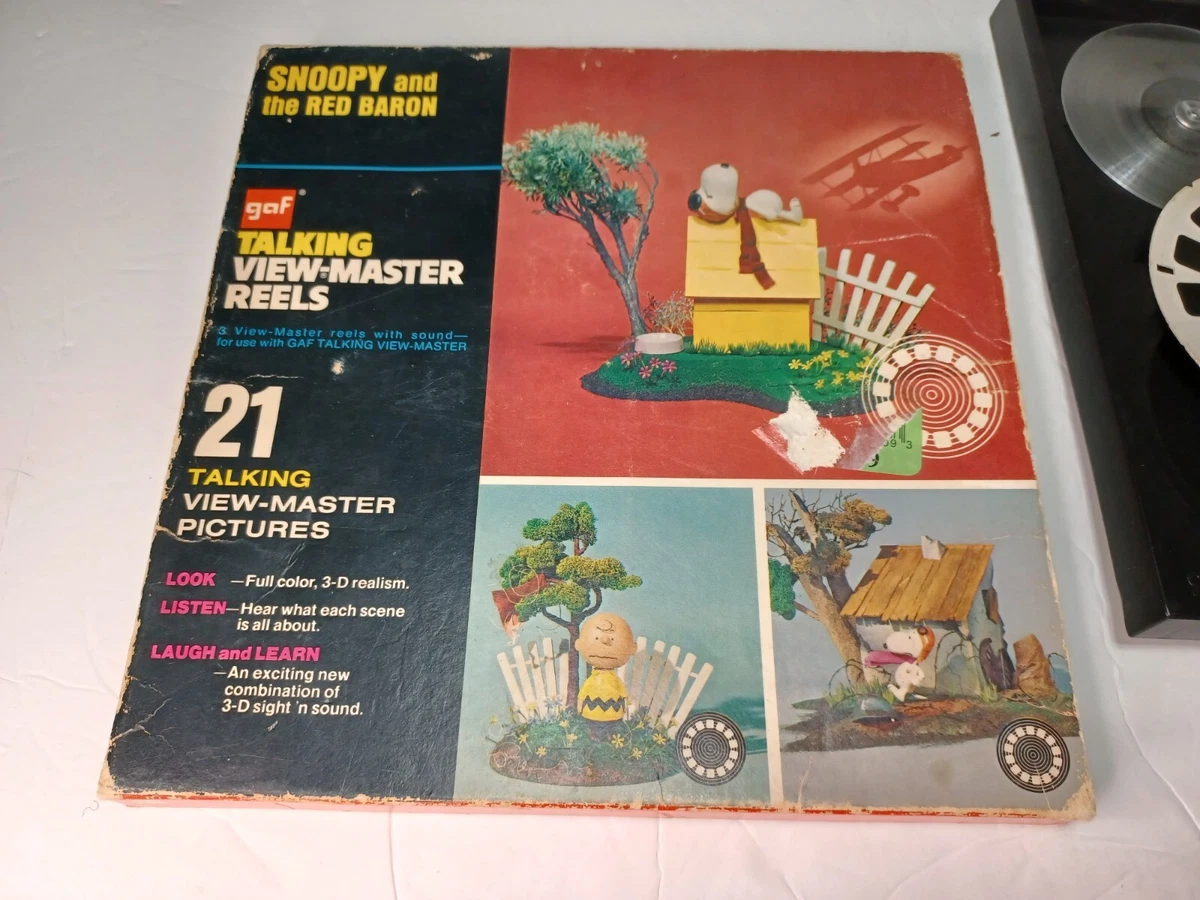 SNOOPY and
the RED BARON
gaf®
TALKING
VIEW-MASTER
REELS
3 View-Master reels with sound—
for use with GAF TALKING VIEW-MASTER
21
TALKING
VIEW-MASTER
PICTURES
LOOK —Full color, 3-D realism.
LISTEN—Hear what each scene
is all about.
LAUGH and LEARN
—An exciting new
combination of
3-D sight 'n sound.